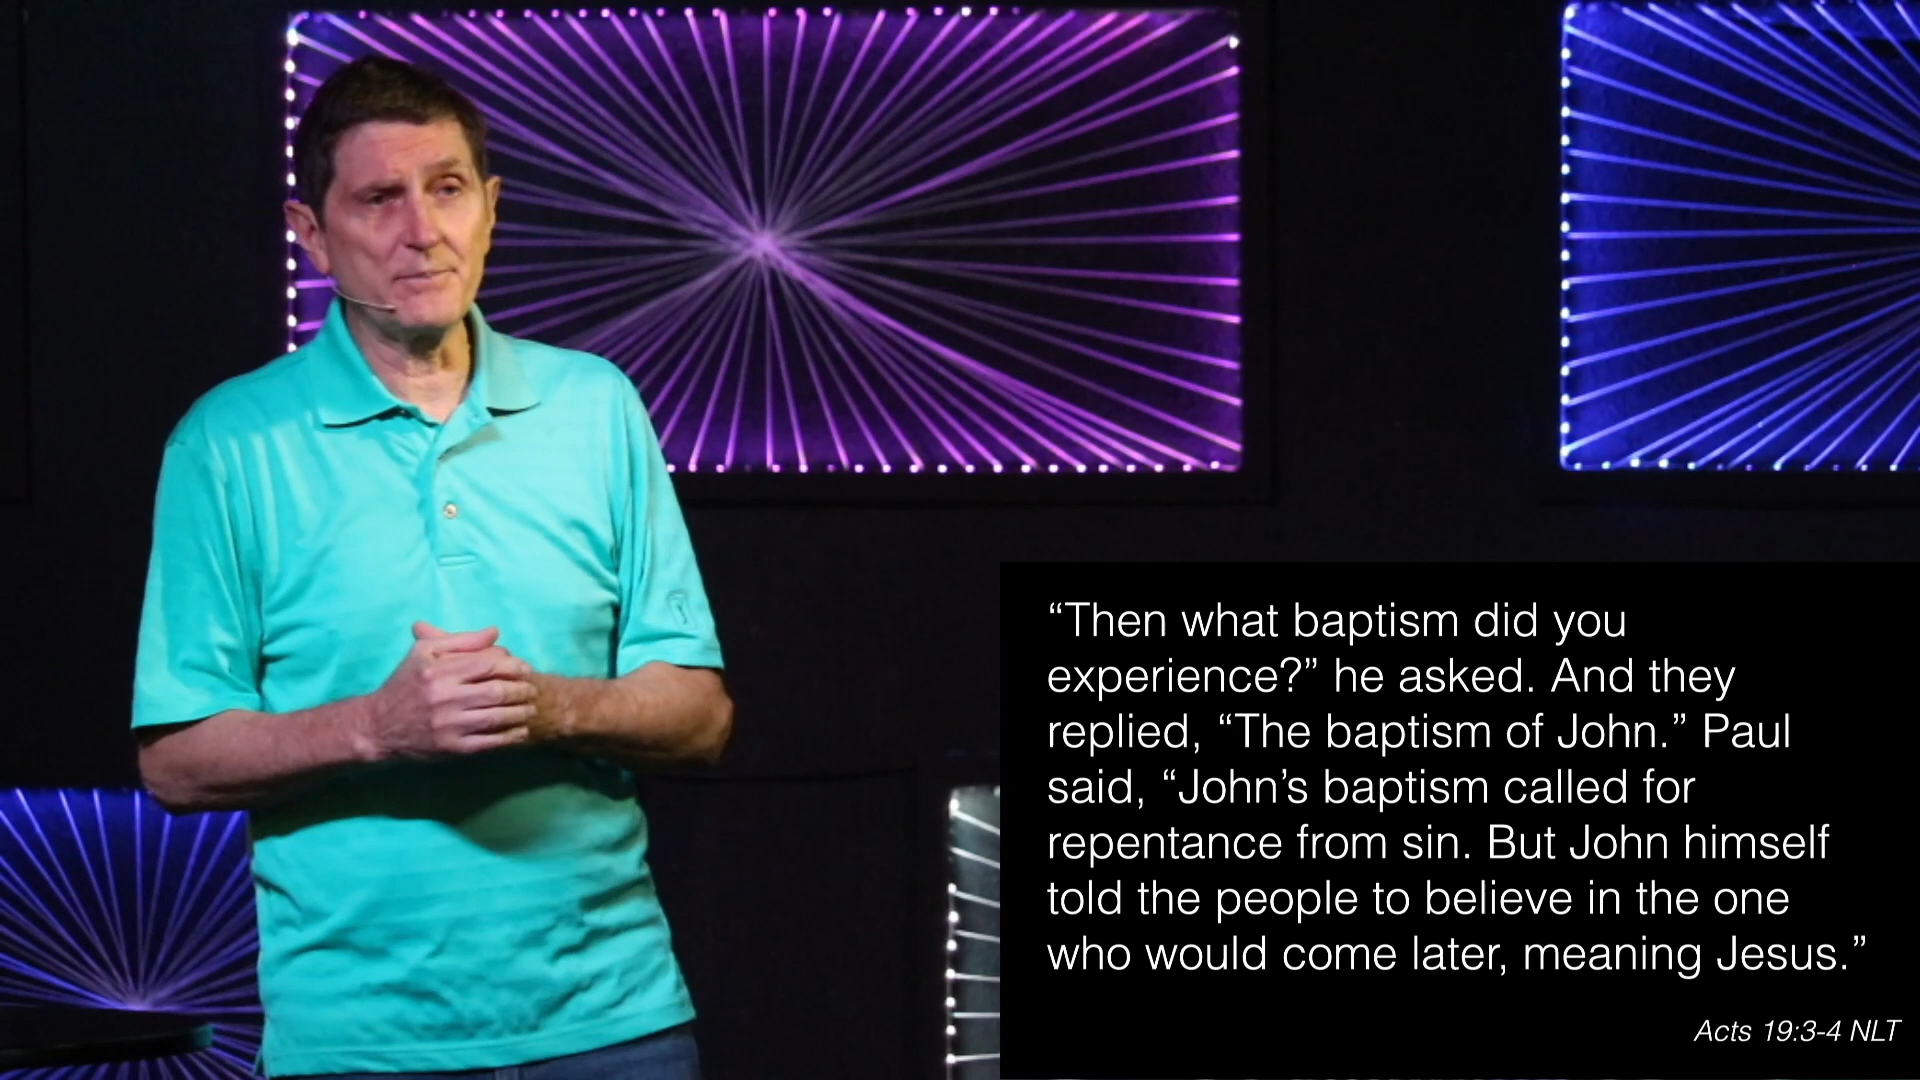 “Then what baptism did you
experience?” he asked. And they
replied, “The baptism of John.” Paul
said, “John’s baptism called for
repentance from sin. But John himself
told the people to believe in the one
who would come later, meaning Jesus.”
Acts 19:3-4 NLT